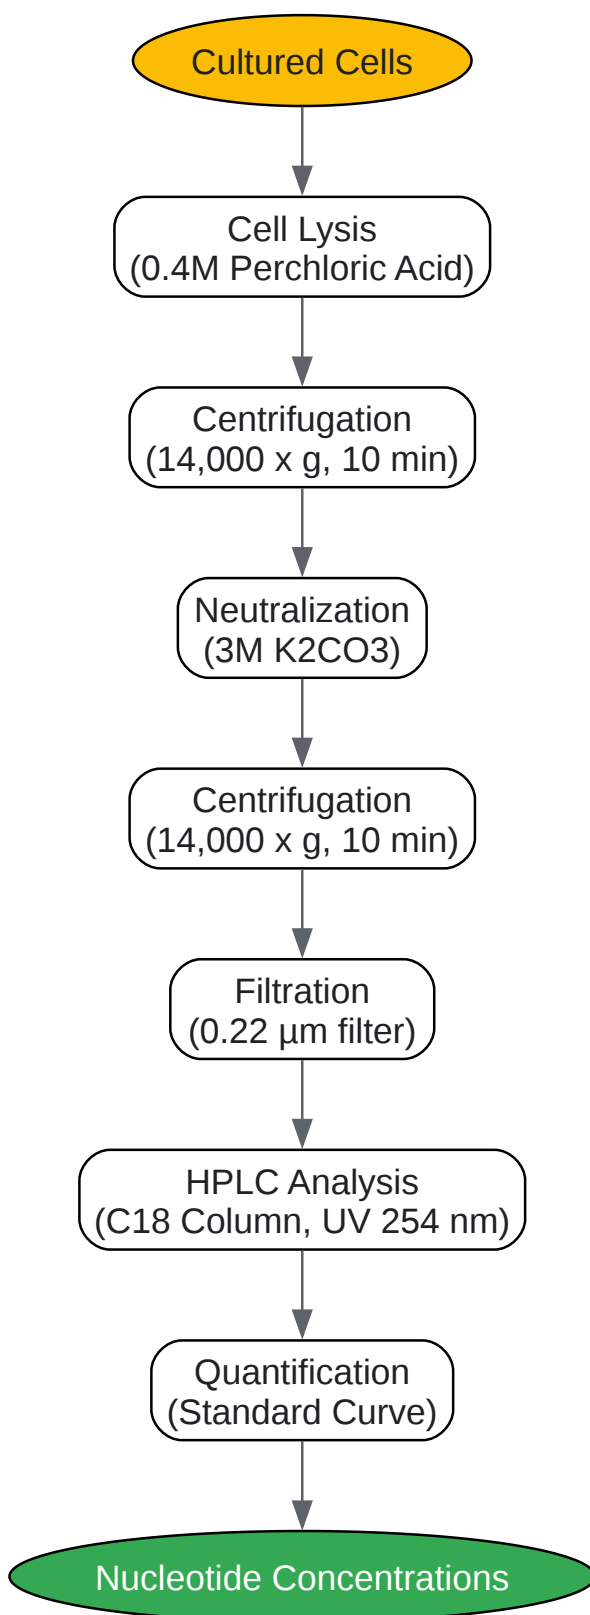 Cultured Cells
Cell Lysis
(0.4M Perchloric Acid)
Centrifugation
(14,000 x g, 10 min)
Neutralization
(3M K2CO3)
Centrifugation
(14,000 x g, 10 min)
Filtration
(0.22 µm filter)
HPLC Analysis
(C18 Column, UV 254 nm)
Quantification
(Standard Curve)
Nucleotide Concentrations